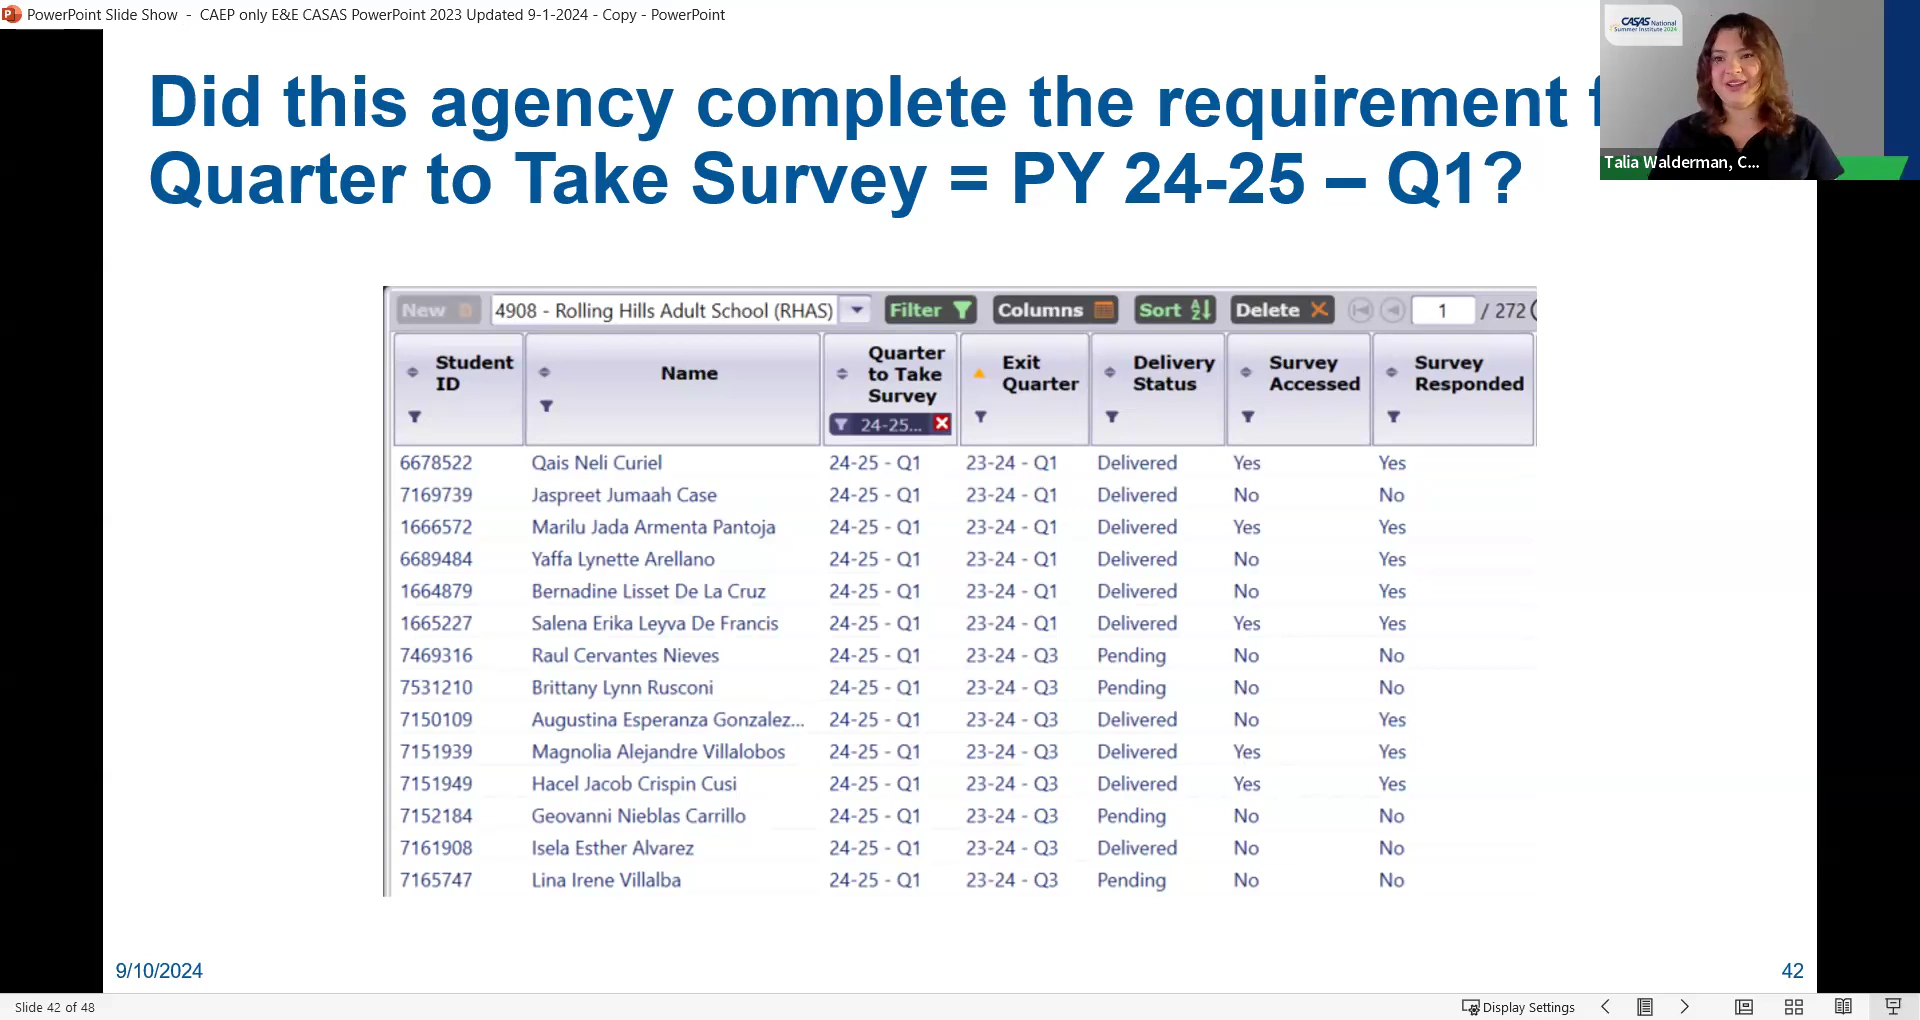 PowerPoint Slide Show - CAEP only E&E CASAS PowerPoint 2023 Updated 9-1-2024 - Copy - PowerPoint
CASAS National
Summer Institute 2024
Talia Walderman, C...
Did this agency complete the requirement
Quarter to Take Survey = PY 24-25 – Q1?
New 4908 - Rolling Hills Adult School (RHAS) Filter Columns Sort Delete 1 / 272
Student ID Name Quarter to Take Survey Exit Quarter Delivery Status Survey Accessed Survey Responded
24-25...
6678522 Qais Neli Curiel 24-25 - Q1 23-24 - Q1 Delivered Yes Yes
7169739 Jaspreet Jumaah Case 24-25 - Q1 23-24 - Q1 Delivered No No
1666572 Marilu Jada Armenta Pantoja 24-25 - Q1 23-24 - Q1 Delivered Yes Yes
6689484 Yaffa Lynette Arellano 24-25 - Q1 23-24 - Q1 Delivered No Yes
1664879 Bernadine Lisset De La Cruz 24-25 - Q1 23-24 - Q1 Delivered No Yes
1665227 Salena Erika Leyva De Francis 24-25 - Q1 23-24 - Q1 Delivered Yes Yes
7469316 Raul Cervantes Nieves 24-25 - Q1 23-24 - Q3 Pending No No
7531210 Brittany Lynn Rusconi 24-25 - Q1 23-24 - Q3 Pending No No
7150109 Augustina Esperanza Gonzalez... 24-25 - Q1 23-24 - Q3 Delivered No Yes
7151939 Magnolia Alejandre Villalobos 24-25 - Q1 23-24 - Q3 Delivered Yes Yes
7151949 Hacel Jacob Crispin Cusi 24-25 - Q1 23-24 - Q3 Delivered Yes Yes
7152184 Geovanni Nieblas Carrillo 24-25 - Q1 23-24 - Q3 Pending No No
7161908 Isela Esther Alvarez 24-25 - Q1 23-24 - Q3 Delivered No No
7165747 Lina Irene Villalba 24-25 - Q1 23-24 - Q3 Pending No No
9/10/2024 42
Slide 42 of 48 Display Settings